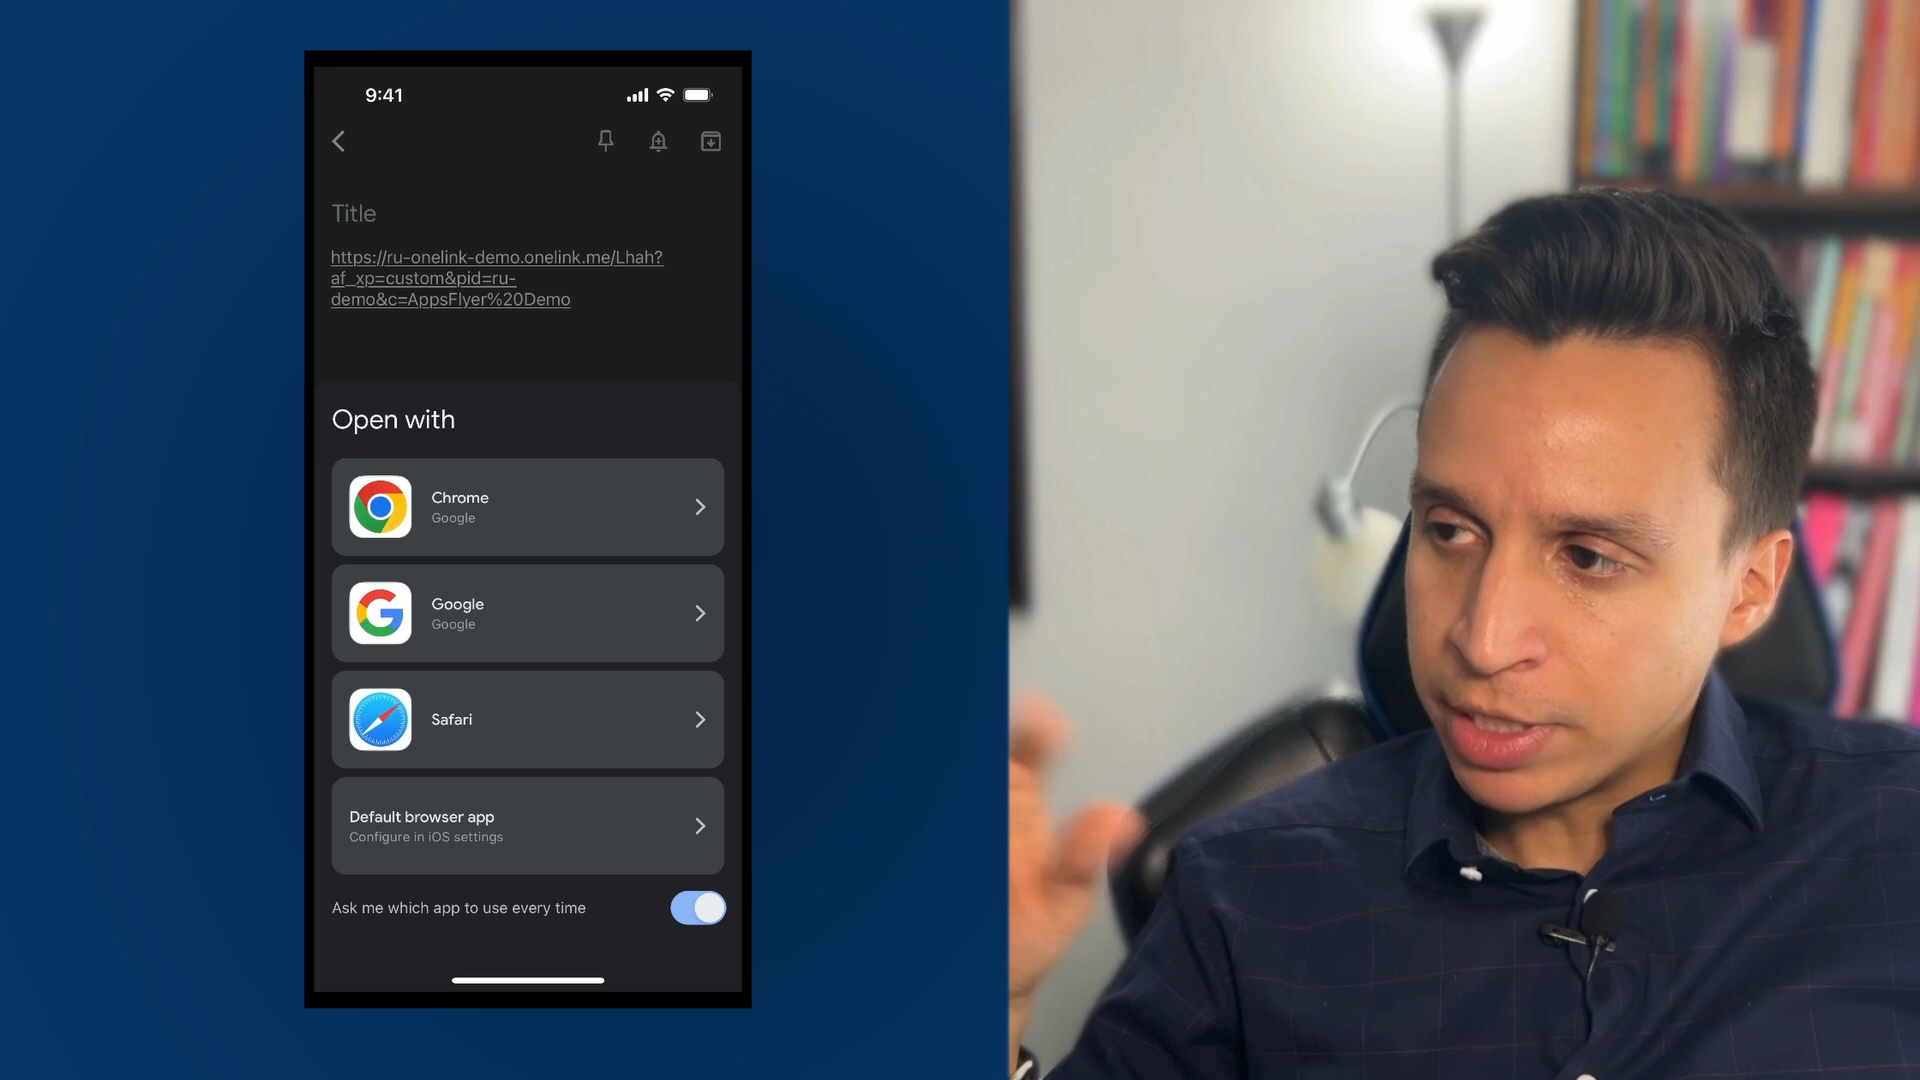 9:41
Title
https://ru-onelink-demo.onelink.me/Lhah?
af_xp=custom&pid=ru-
demo&c=AppsFlyer%20Demo
Open with
Chrome
Google
Google
Google
Safari
Default browser app
Configure in iOS settings
Ask me which app to use every time